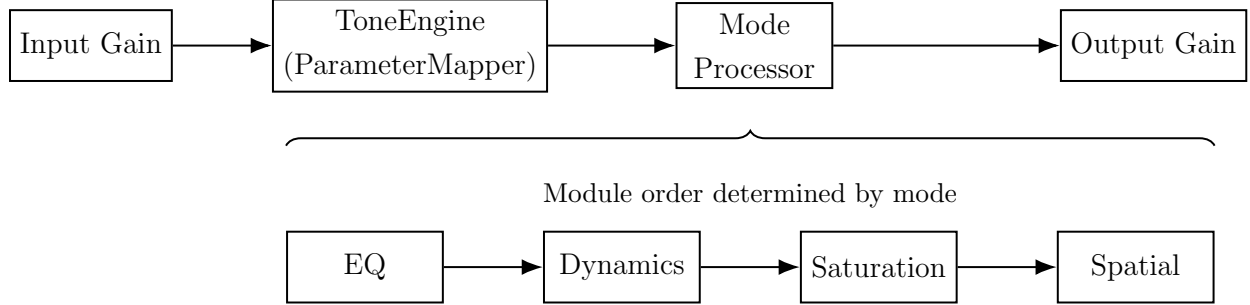 Input Gain
ToneEngine
(ParameterMapper)
Mode
Processor
Output Gain
Module order determined by mode
EQ
Dynamics
Saturation
Spatial